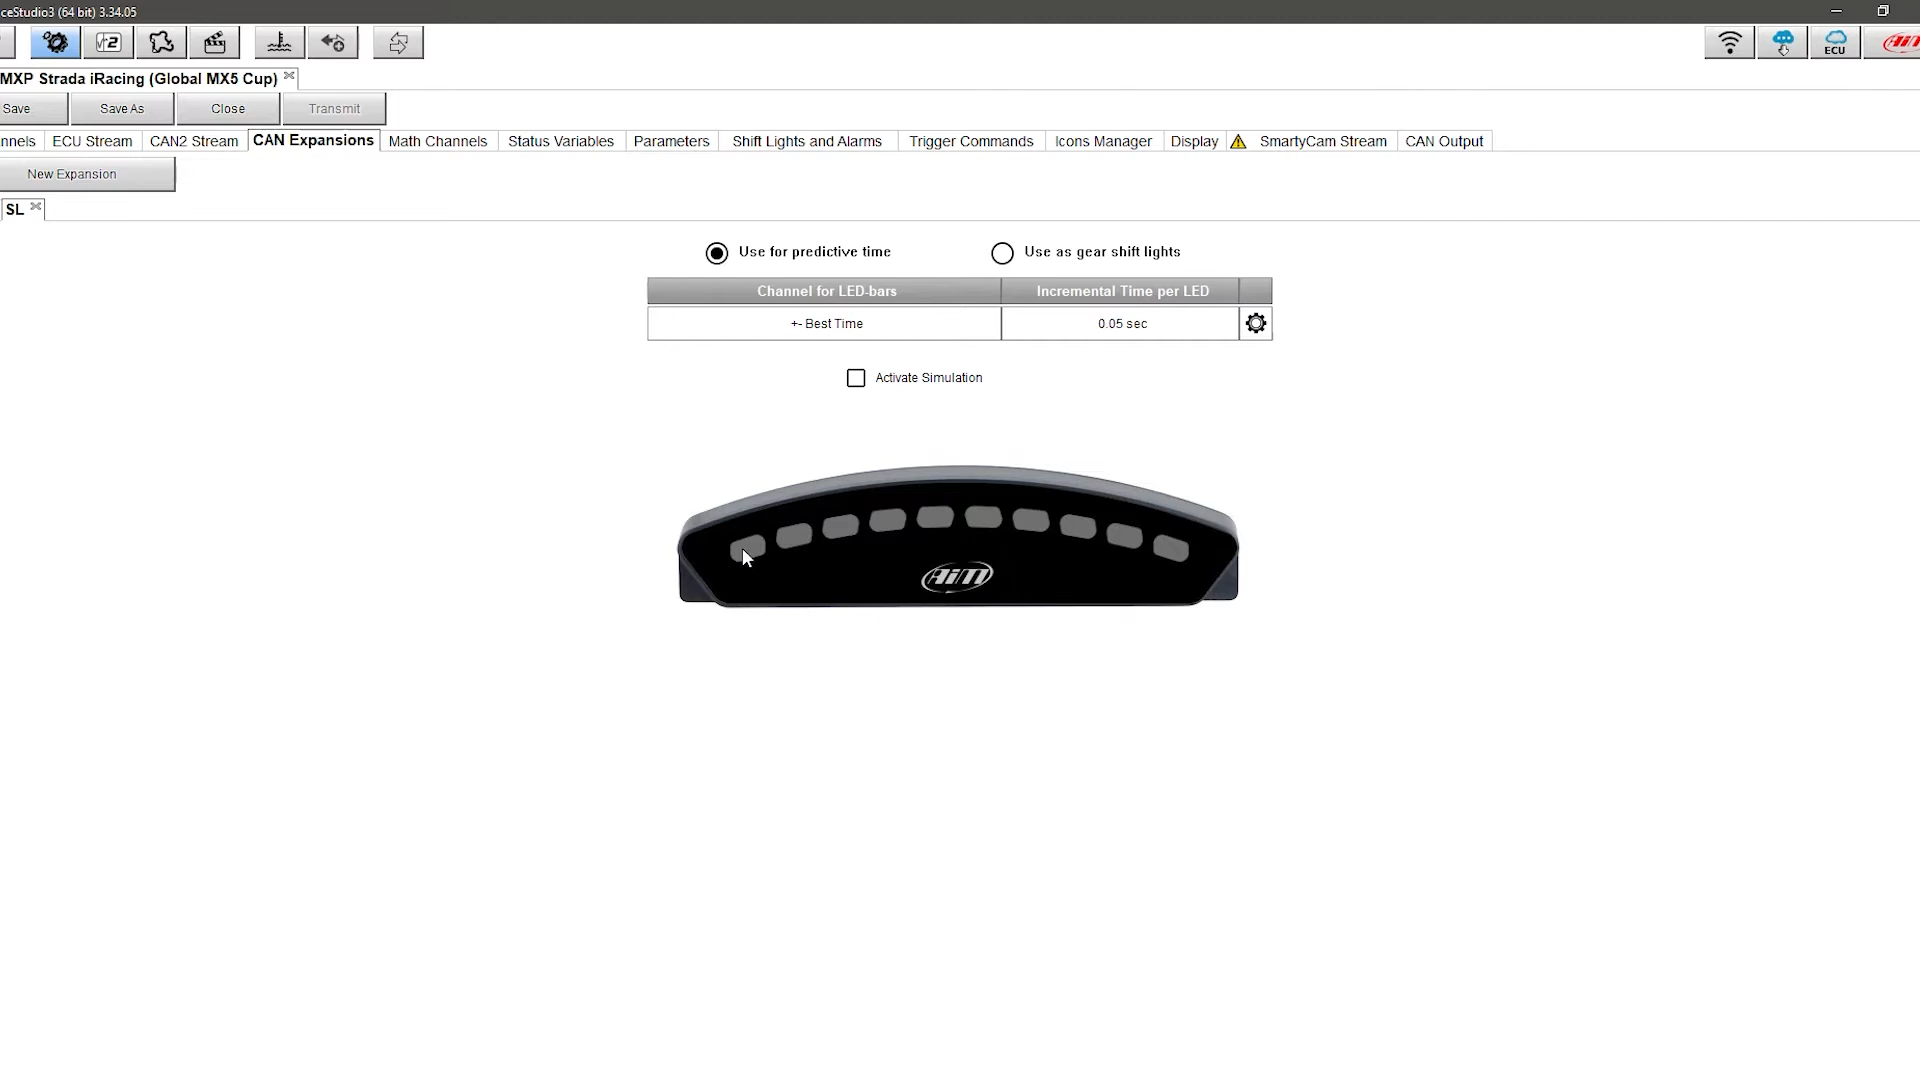 ceStudio3 (64 bit) 3.34.05
ECU
AiM
MXP Strada iRacing (Global MX5 Cup)
Save Save As Close Transmit
nnels ECU Stream CAN2 Stream CAN Expansions Math Channels Status Variables Parameters Shift Lights and Alarms Trigger Commands Icons Manager Display SmartyCam Stream CAN Output
New Expansion
SL
Use for predictive time Use as gear shift lights
Channel for LED-bars Incremental Time per LED
+- Best Time 0.05 sec
Activate Simulation
AiM